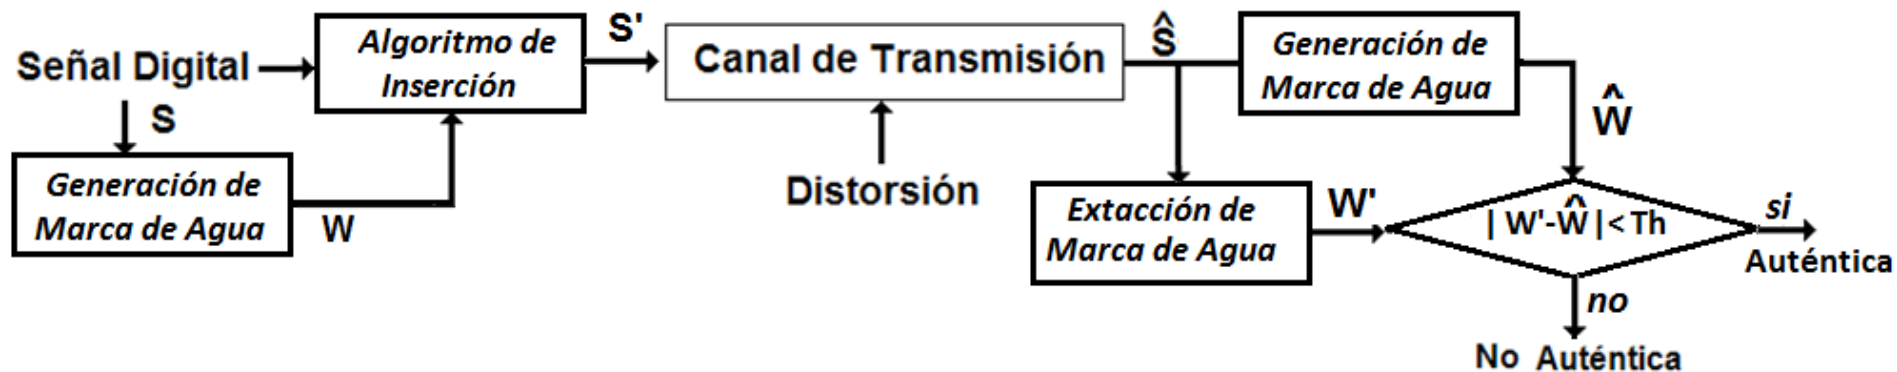 Señal Digital
S
Generación de
Marca de Agua
W
Algoritmo de
Inserción
S'
Canal de Transmisión
Distorsión
Ŝ
Generación de
Marca de Agua
Ŵ
Extacción de
Marca de Agua
W'
| W'-Ŵ |< Th
si
Auténtica
no
No Auténtica